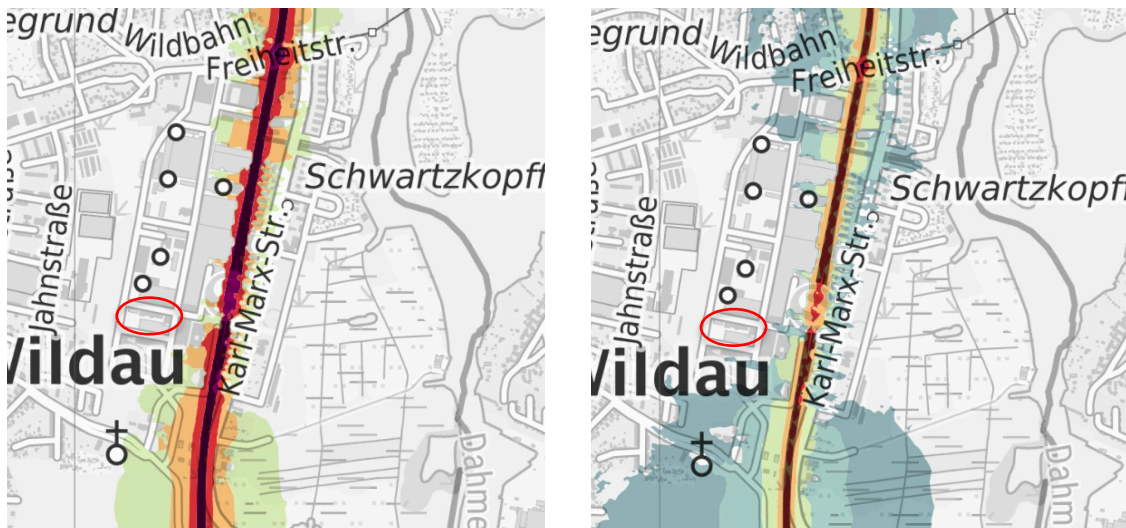 egrund
Wildbahn
Freiheitstr.
Schwartzkopff
Jahnstraße
Karl-Marx-Str.
Wildau
Dahme
egrund
Wildbahn
Freiheitstr.
Schwartzkopff
Jahnstraße
Karl-Marx-Str.
Wildau
Dahme